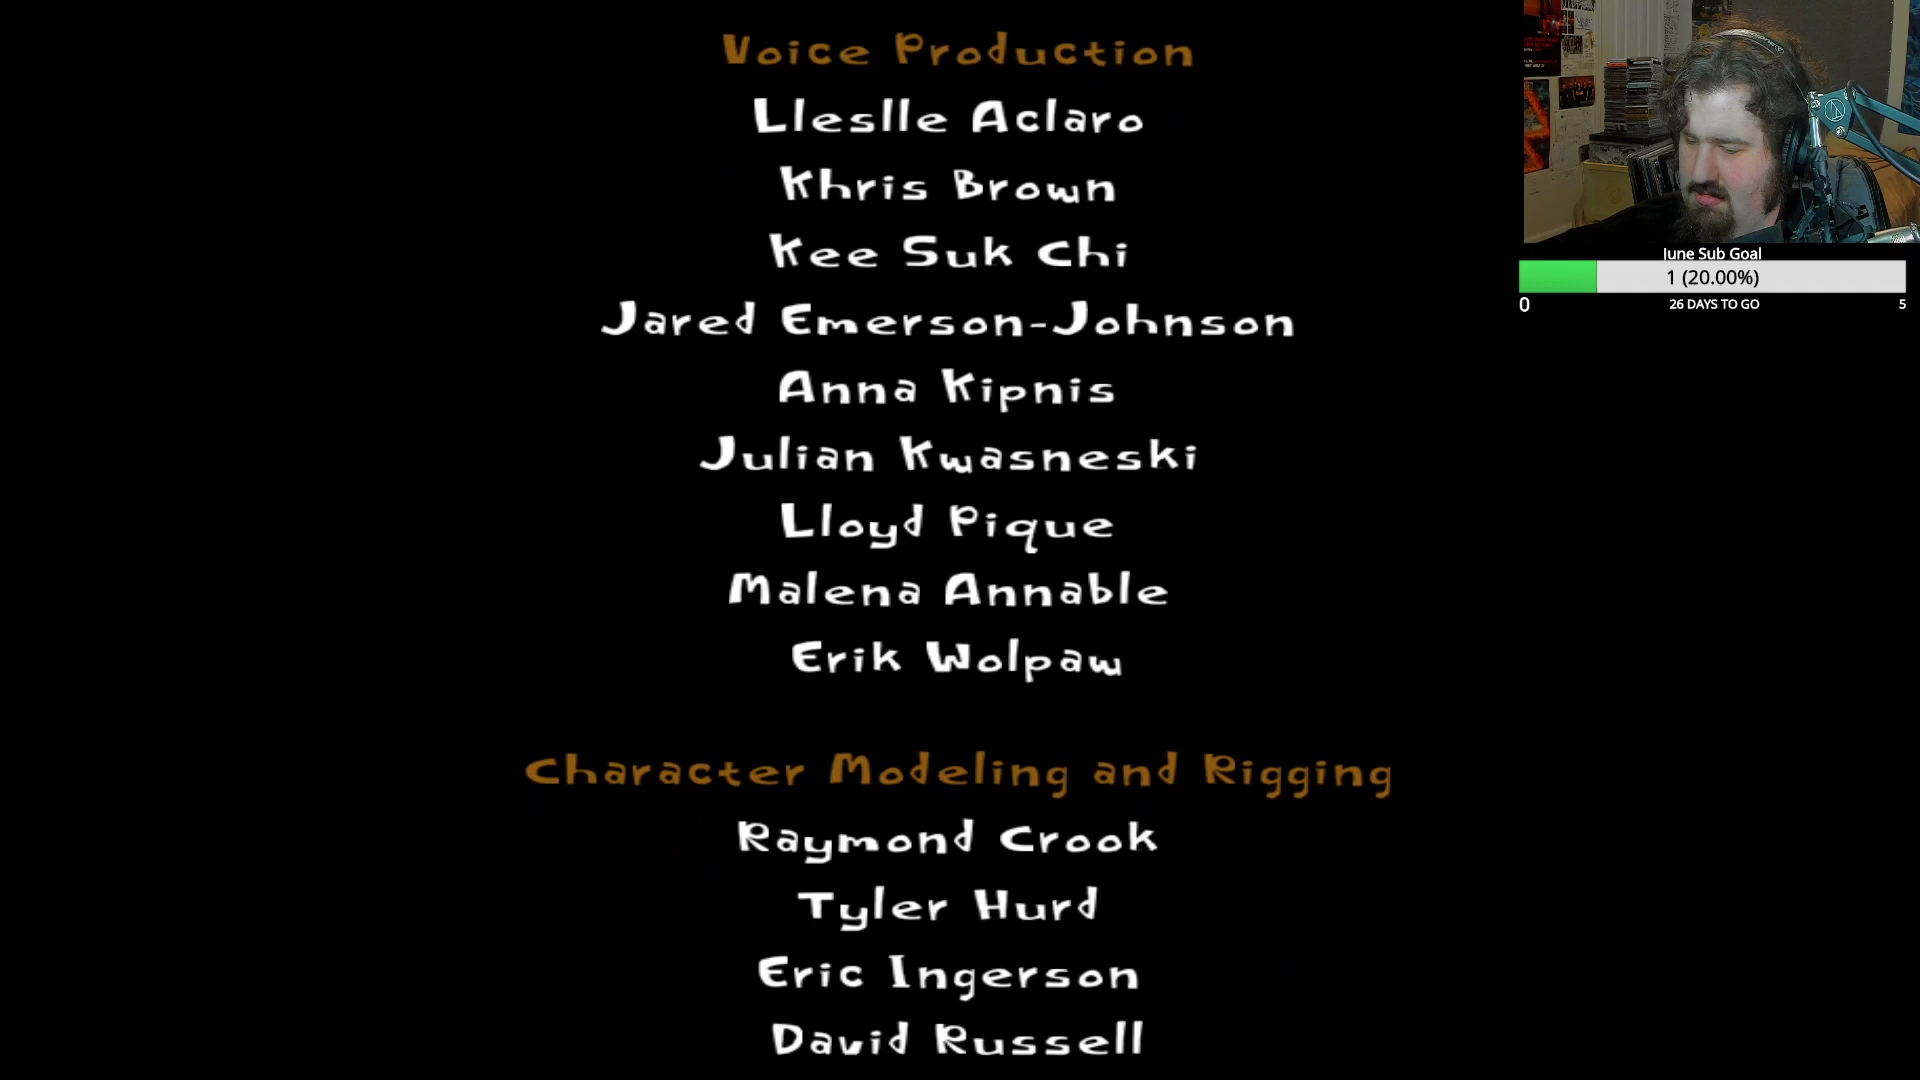 Voice Production
Lleslle Aclaro
Khris Brown
Kee Suk Chi
Jared Emerson-Johnson
Anna Kipnis
Julian Kwasneski
Lloyd Pique
Malena Annable
Erik Wolpaw
Character Modeling and Rigging
Raymond Crook
Tyler Hurd
Eric Ingerson
David Russell
June Sub Goal
1 (20.00%)
0 26 DAYS TO GO 5